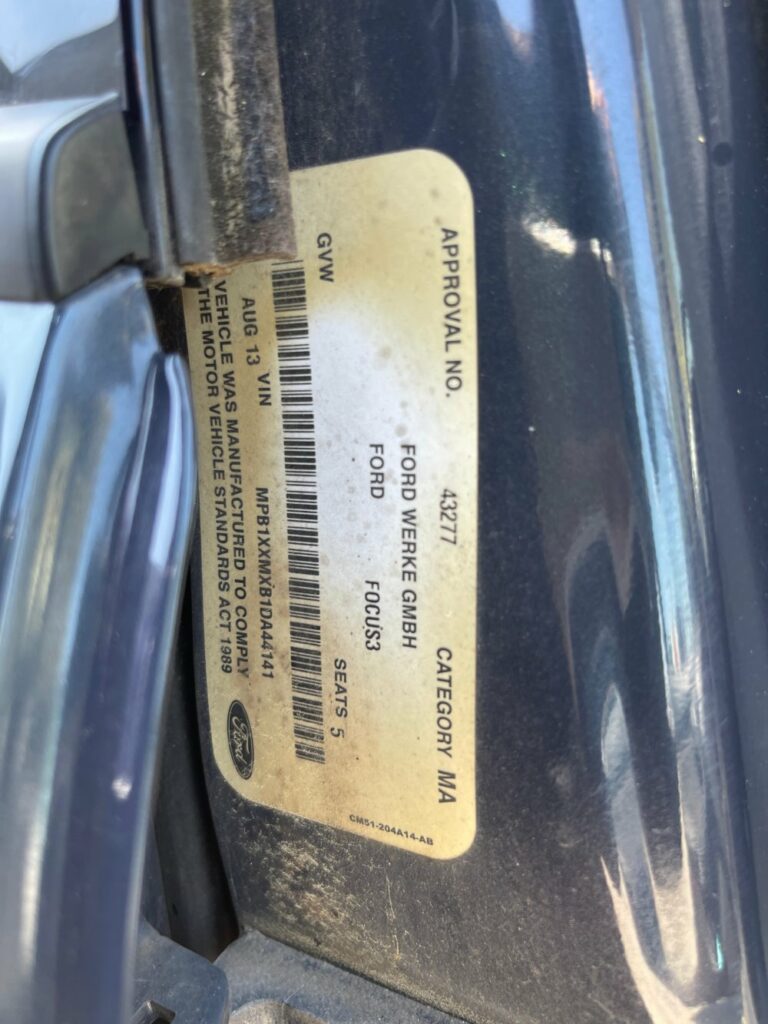 APPROVAL NO. 43277 CATEGORY MA
FORD WERKE GMBH
FORD FOCUS3
GVW SEATS 5
AUG 13 VIN MPB1XXMXB1DA44141
VEHICLE WAS MANUFACTURED TO COMPLY
THE MOTOR VEHICLE STANDARDS ACT 1989
Ford
CM51-204A14-AB